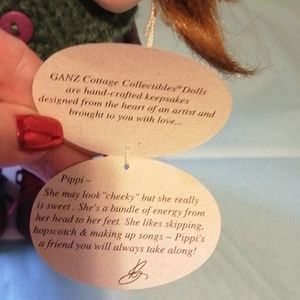 GANZ Cottage Collectibles® Dolls
are hand-crafted keepsakes
designed from the heart of an artist and
brought to you with love...
Pippi ~
She may look "cheeky" but she really
is sweet . She's a bundle of energy from
her head to her feet. She likes skipping,
hopscotch & making up songs ~ Pippi's
a friend you will always take along!